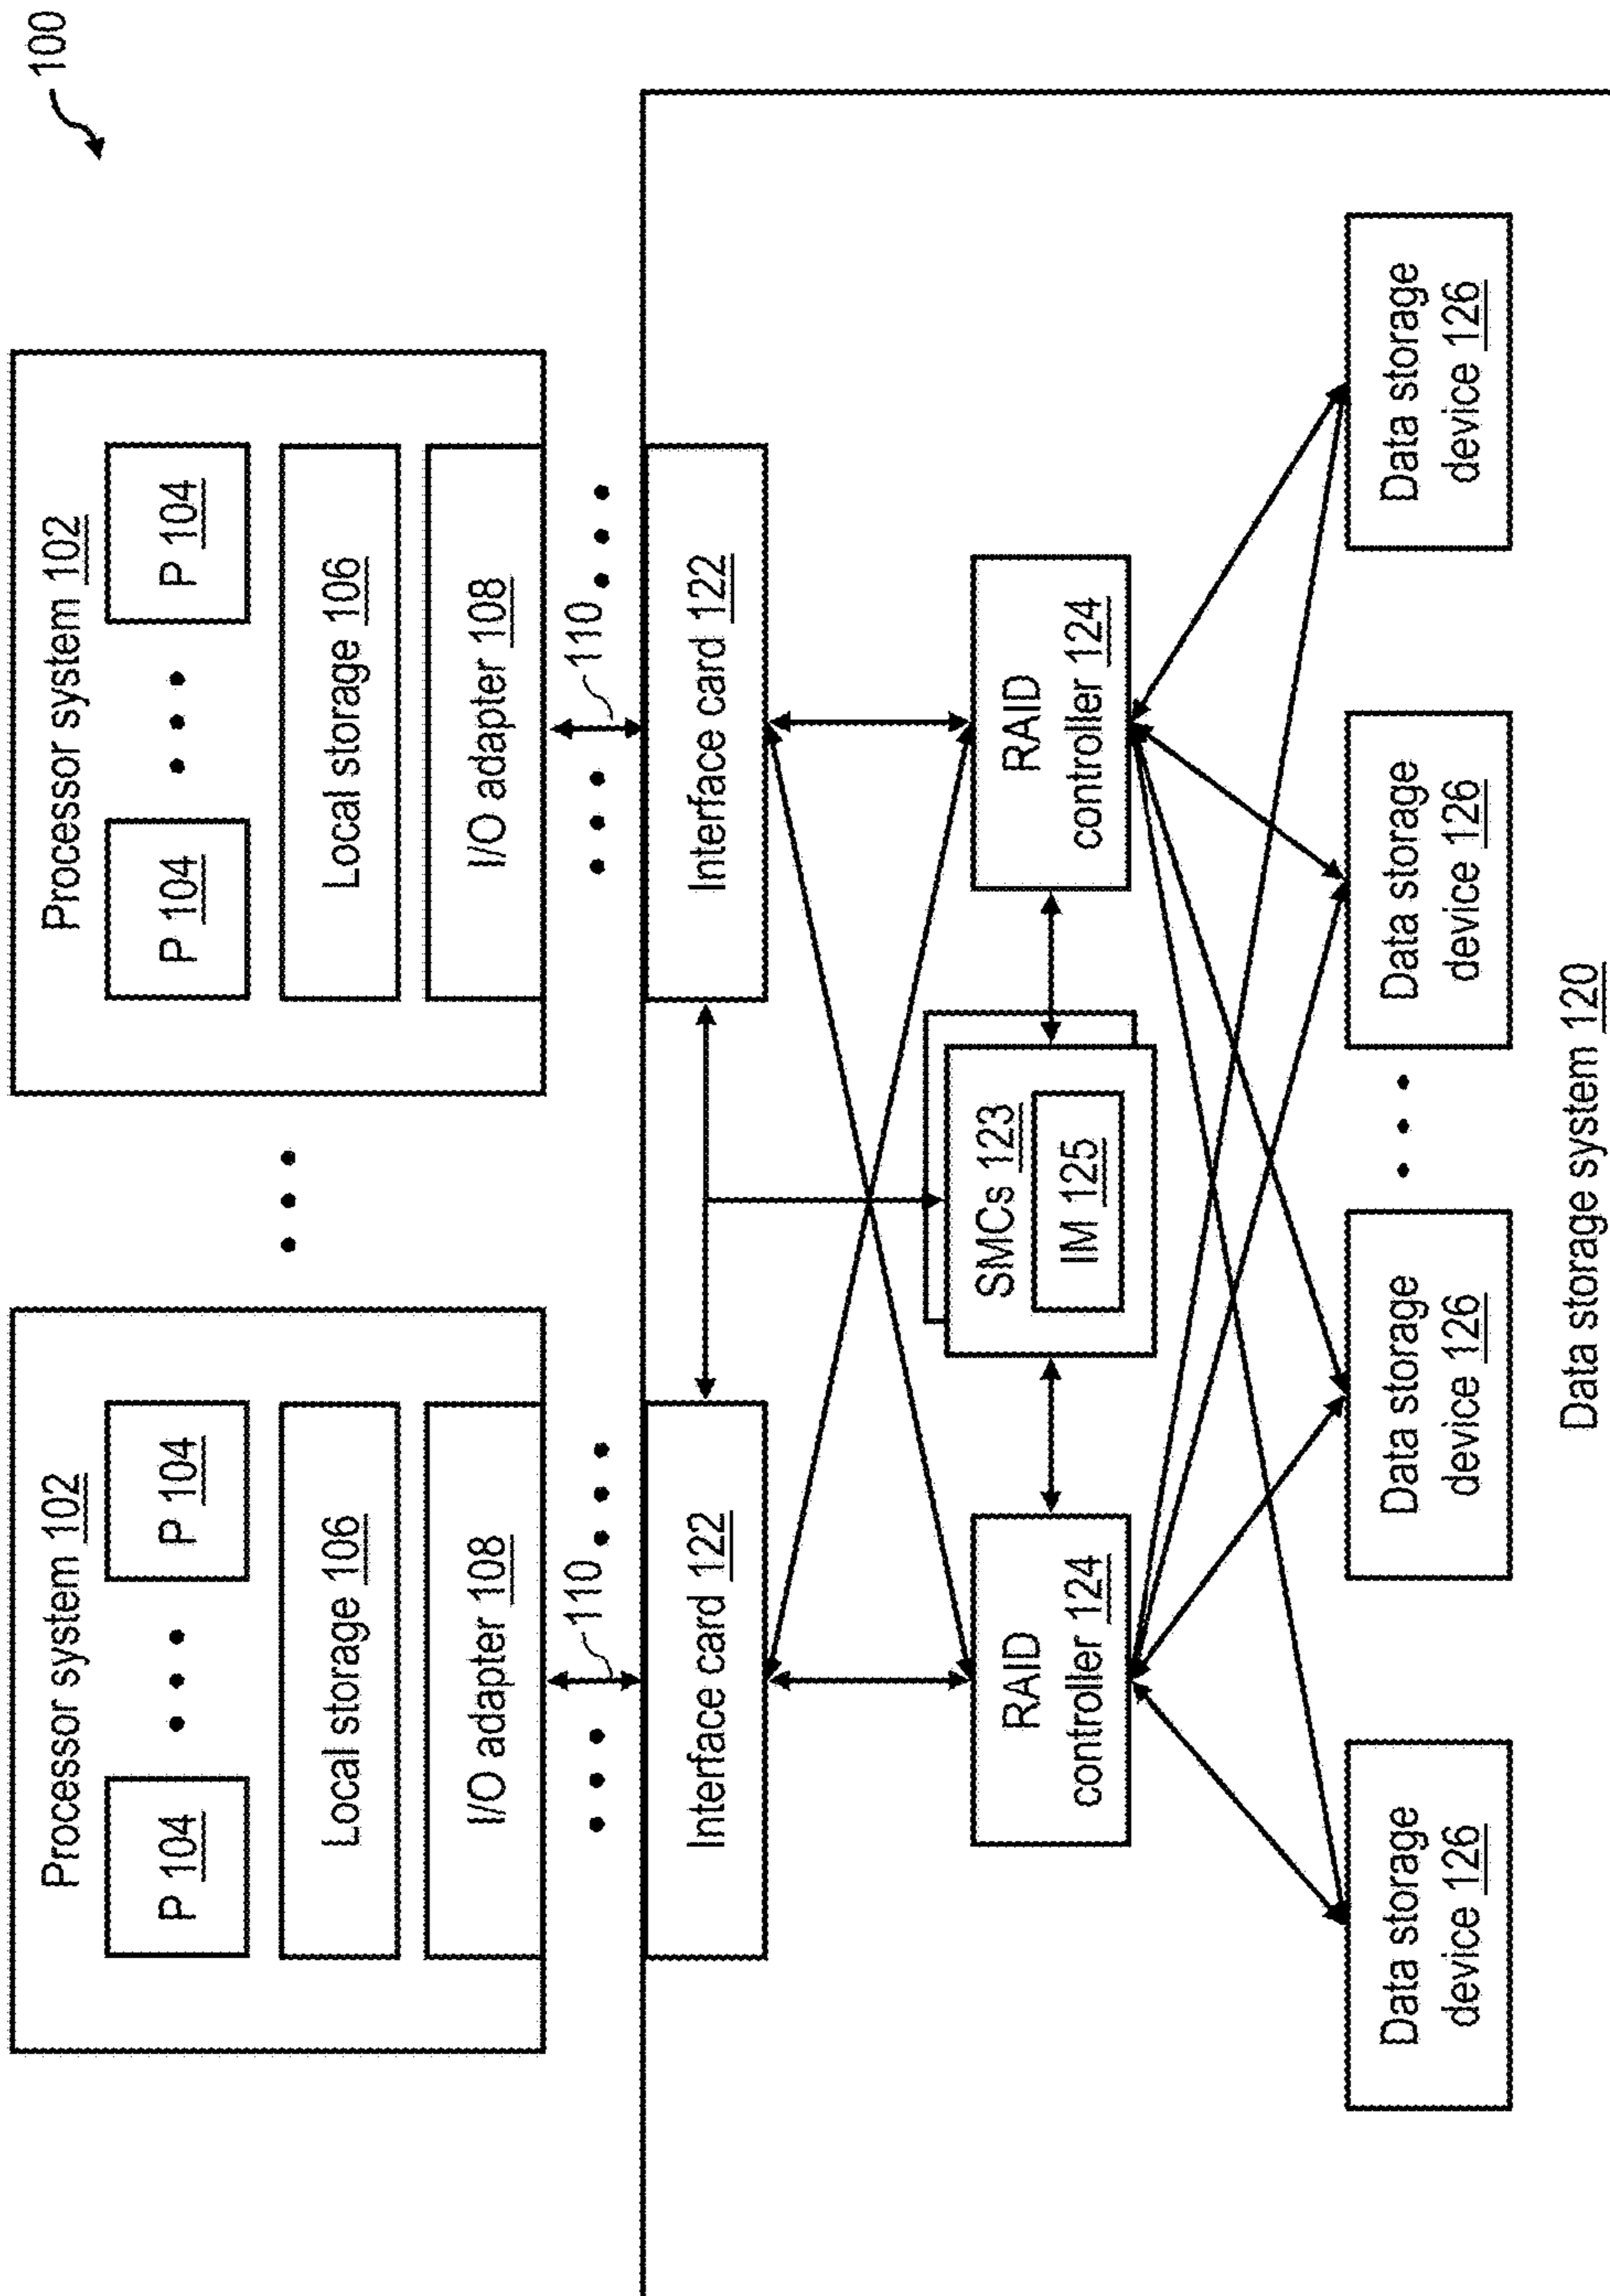 100
Processor system 102
P 104
P 104
Local storage 106
I/O adapter 108
110
Processor system 102
P 104
P 104
Local storage 106
I/O adapter 108
110
Interface card 122
Interface card 122
RAID
controller 124
SMCs 123
IM 125
RAID
controller 124
Data storage
device 126
Data storage
device 126
Data storage
device 126
Data storage
device 126
Data storage system 120